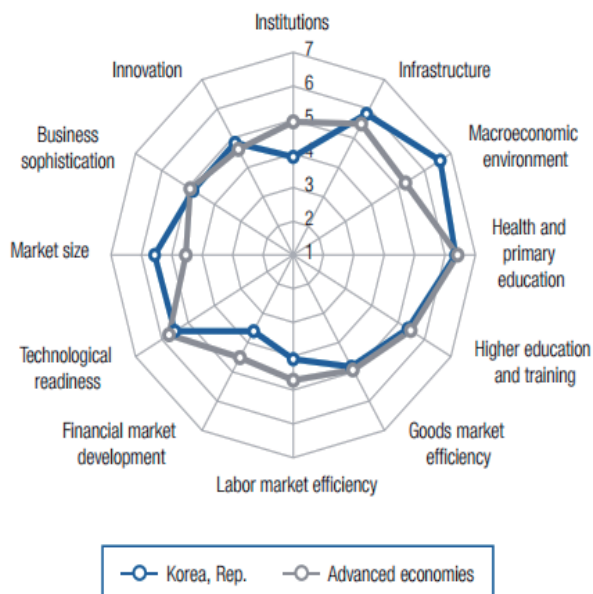 Institutions
7
6
5
4
3
2
1
Infrastructure
Macroeconomic
environment
Health and
primary
education
Higher education
and training
Goods market
efficiency
Labor market efficiency
Financial market
development
Technological
readiness
Market size
Business
sophistication
Innovation
Korea, Rep.
Advanced economies